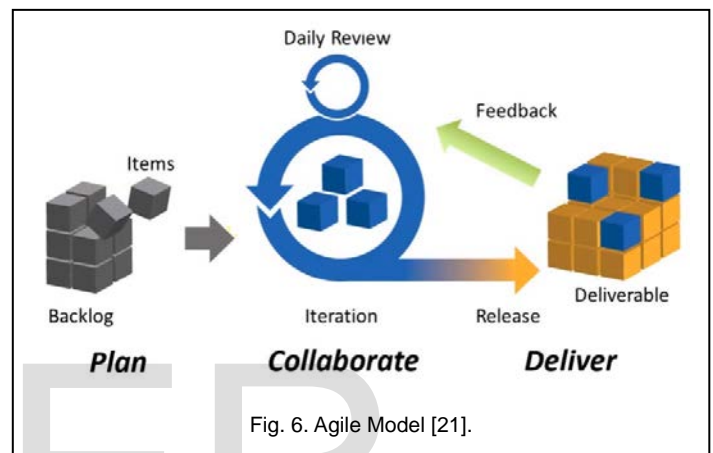 Daily Review
Feedback
Items
Backlog
Iteration
Release
Deliverable
Plan
Collaborate
Deliver
Fig. 6. Agile Model [21].